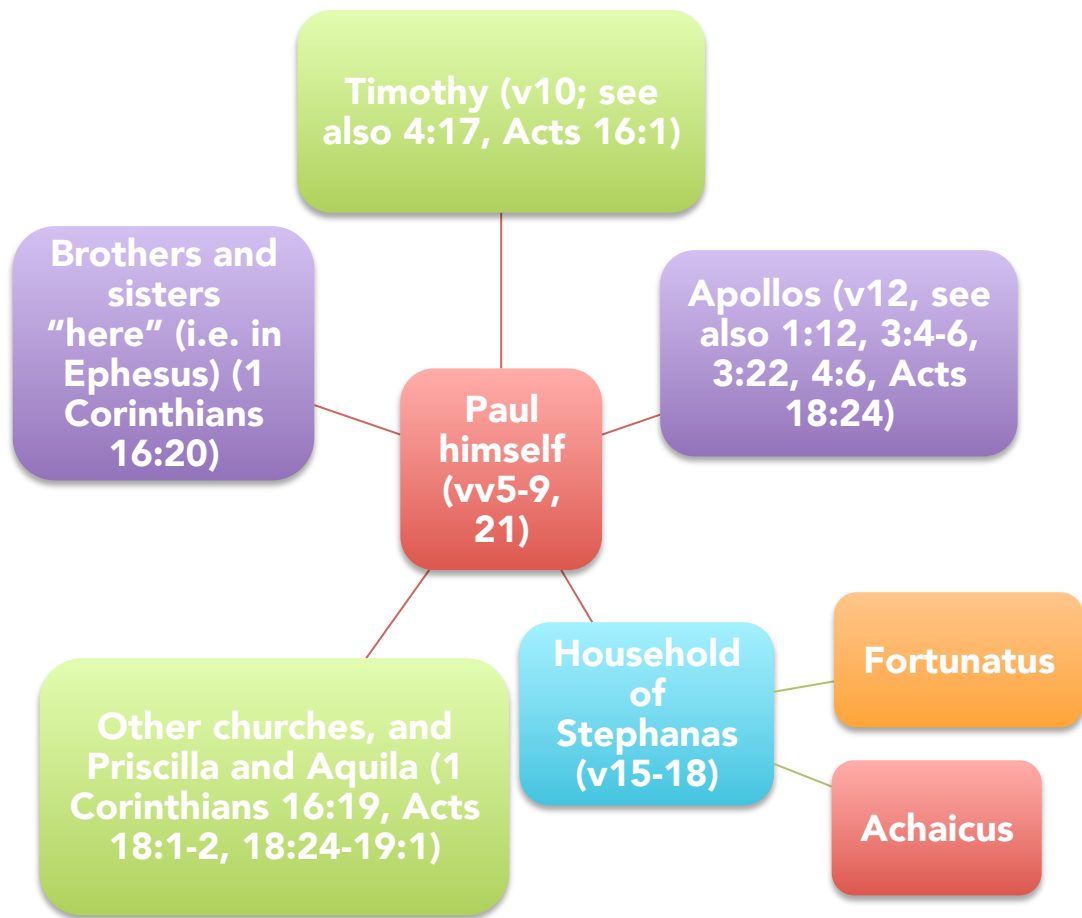 Timothy (v10; see
also 4:17, Acts 16:1)
Brothers and
sisters
“here” (i.e. in
Ephesus) (1
Corinthians
16:20)
Apollos (v12, see
also 1:12, 3:4-6,
3:22, 4:6, Acts
18:24)
Paul
himself
(vv5-9,
21)
Household
of
Stephanas
(v15-18)
Fortunatus
Achaicus
Other churches, and
Priscilla and Aquila (1
Corinthians 16:19, Acts
18:1-2, 18:24-19:1)